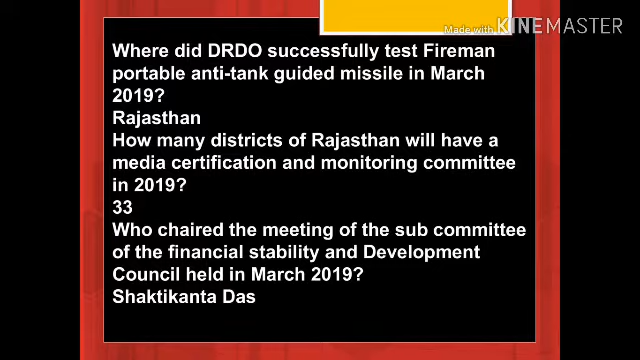 Made with KINEMASTER
Where did DRDO successfully test Fireman
portable anti-tank guided missile in March
2019?
Rajasthan
How many districts of Rajasthan will have a
media certification and monitoring committee
in 2019?
33
Who chaired the meeting of the sub committee
of the financial stability and Development
Council held in March 2019?
Shaktikanta Das